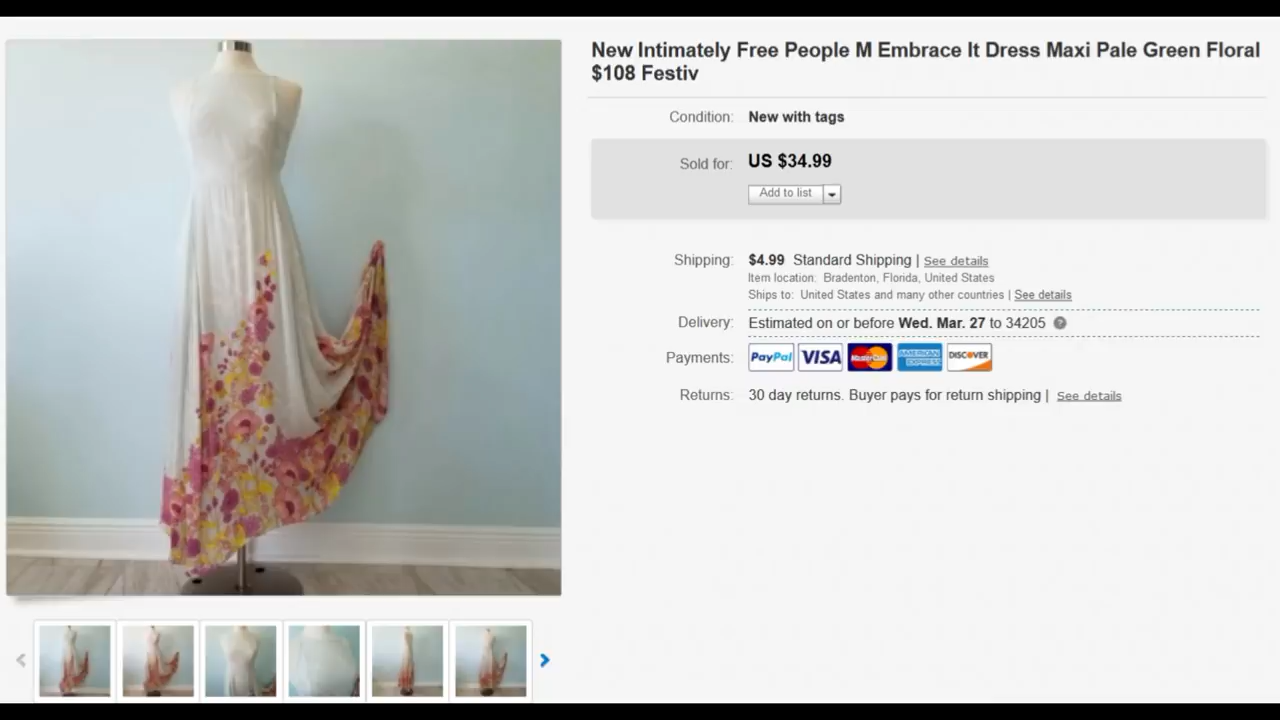 New Intimately Free People M Embrace It Dress Maxi Pale Green Floral
$108 Festiv
Condition: New with tags
Sold for: US $34.99
Add to list
Shipping: $4.99 Standard Shipping | See details
Item location: Bradenton, Florida, United States
Ships to: United States and many other countries | See details
Delivery: Estimated on or before Wed. Mar. 27 to 34205 ?
Payments: PayPal VISA MasterCard AMERICAN EXPRESS DISCOVER
Returns: 30 day returns. Buyer pays for return shipping | See details